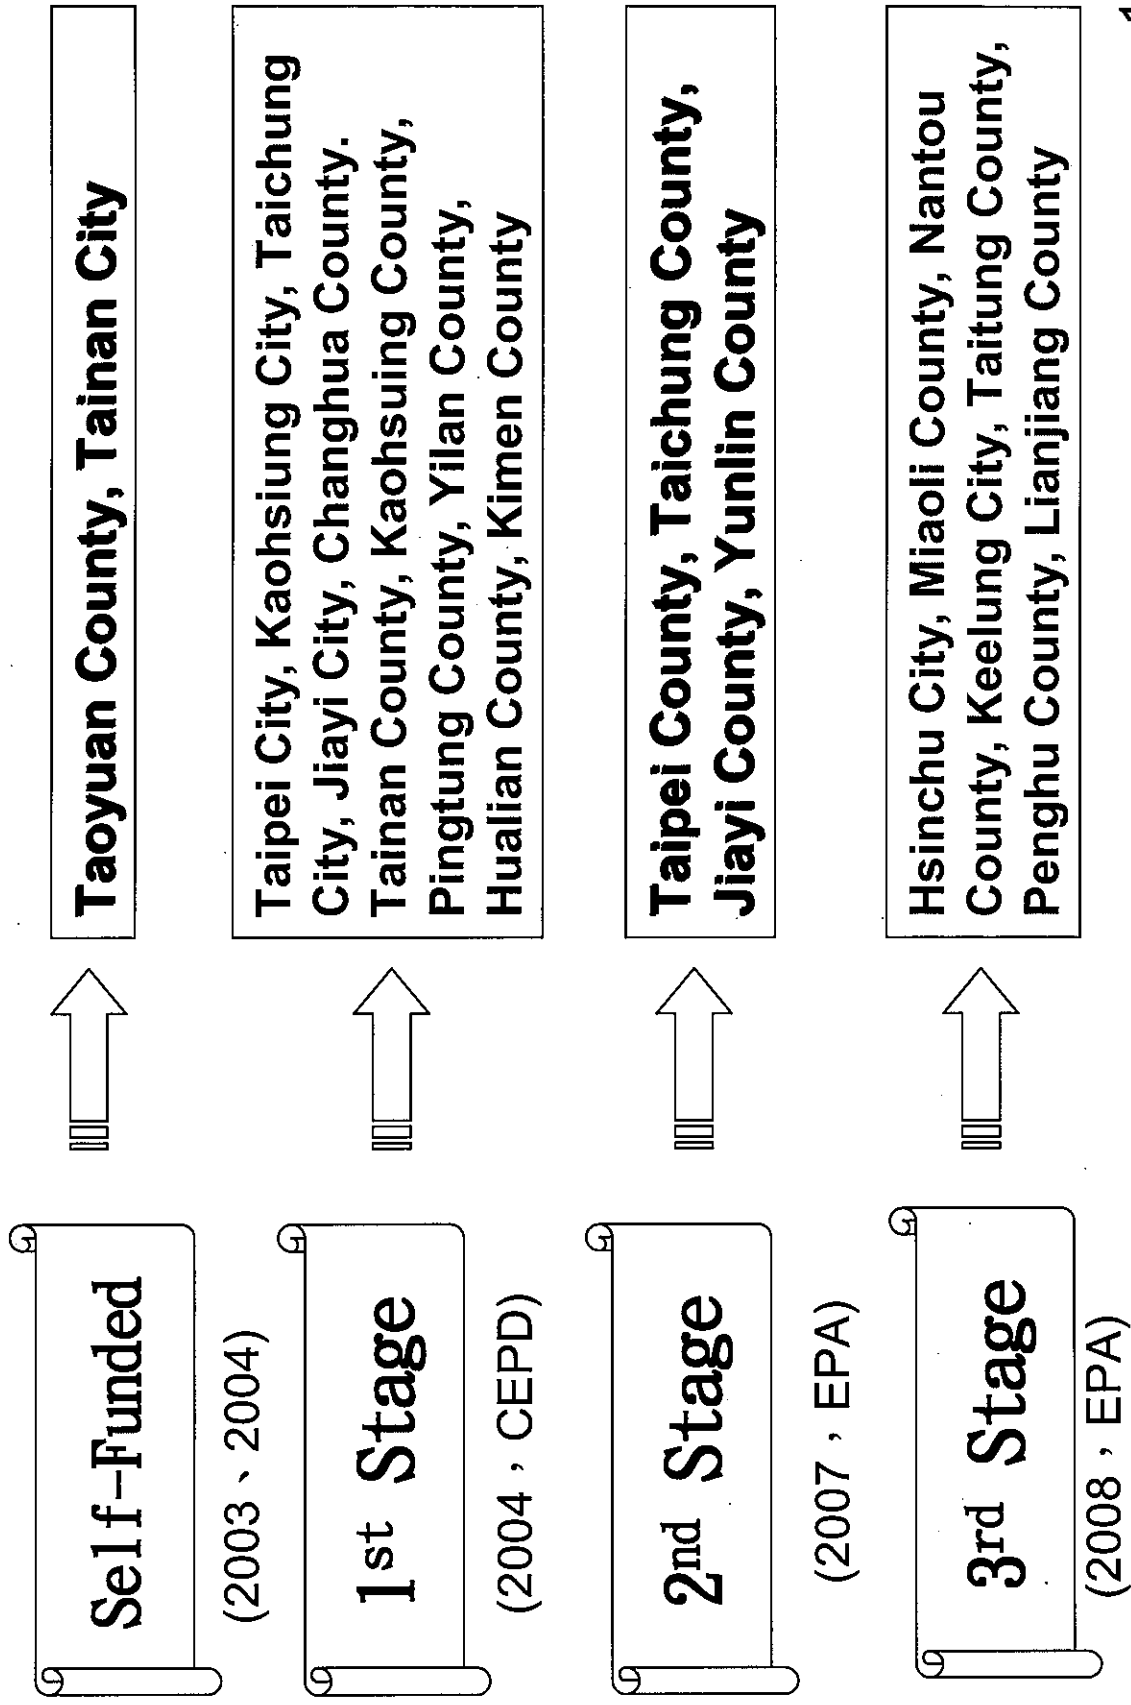 Self-Funded
(2003、2004)
Taoyuan County, Tainan City
1st Stage
(2004，CEPD)
Taipei City, Kaohsiung City, Taichung
City, Jiayi City, Changhua County.
Tainan County, Kaohsuing County,
Pingtung County, Yilan County,
Hualian County, Kimen County
2nd Stage
(2007，EPA)
Taipei County, Taichung County,
Jiayi County, Yunlin County
3rd Stage
(2008，EPA)
Hsinchu City, Miaoli County, Nantou
County, Keelung City, Taitung County,
Penghu County, Lianjiang County